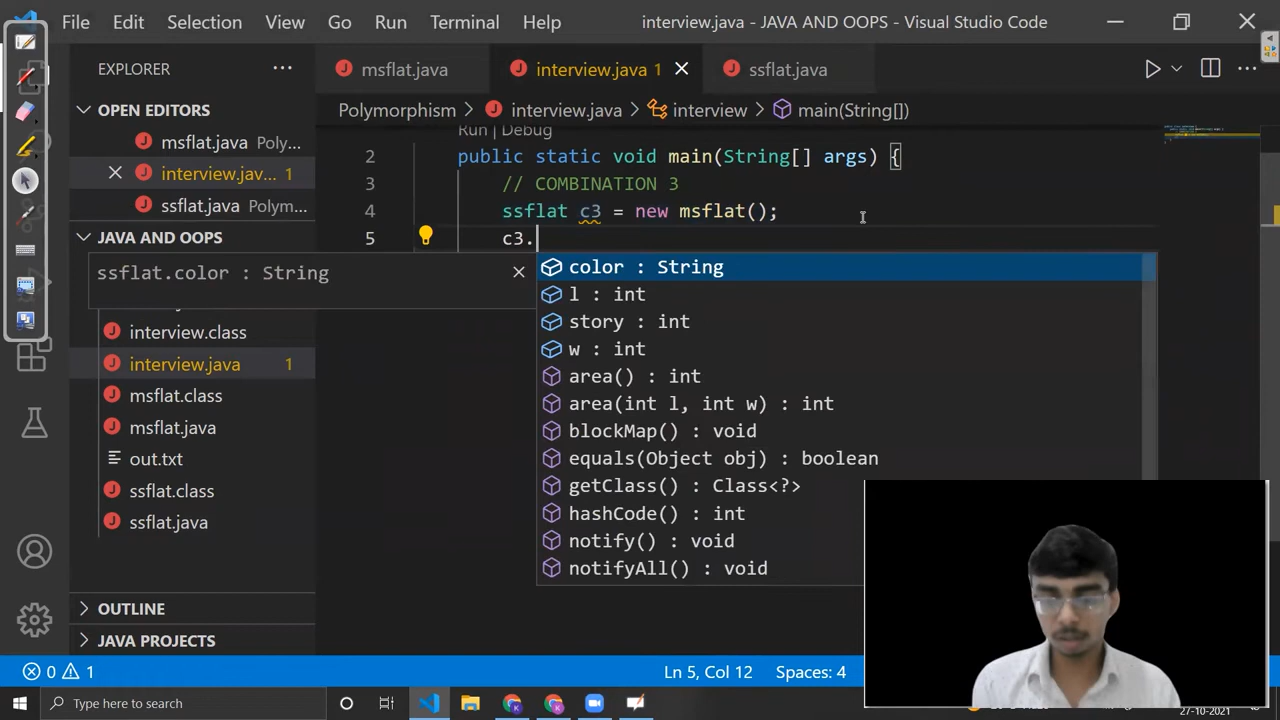 File Edit Selection View Go Run Terminal Help interview.java - JAVA AND OOPS - Visual Studio Code
EXPLORER
msflat.java interview.java 1 ssflat.java
OPEN EDITORS
msflat.java Poly...
interview.jav... 1
ssflat.java Polym...
JAVA AND OOPS
interview.class
interview.java 1
msflat.class
msflat.java
out.txt
ssflat.class
ssflat.java
OUTLINE
JAVA PROJECTS
Polymorphism > interview.java > interview > main(String[])
Run | Debug
2 public static void main(String[] args) {
3 // COMBINATION 3
4 ssflat c3 = new msflat();
5 c3.
ssflat.color : String
color : String
l : int
story : int
w : int
area() : int
area(int l, int w) : int
blockMap() : void
equals(Object obj) : boolean
getClass() : Class<?>
hashCode() : int
notify() : void
notifyAll() : void
0 1 Ln 5, Col 12 Spaces: 4
Type here to search
27-10-2021